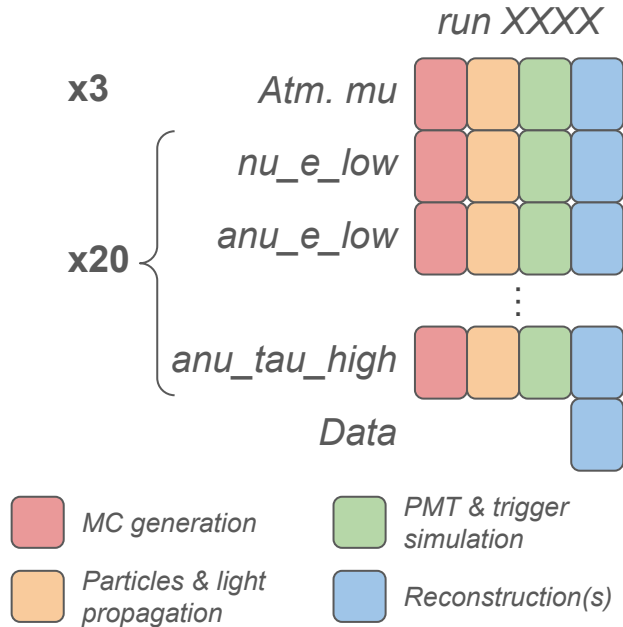 run XXXX
x3
Atm. mu
nu_e_low
anu_e_low
x20
anu_tau_high
Data
MC generation
PMT & trigger
simulation
Particles & light
propagation
Reconstruction(s)